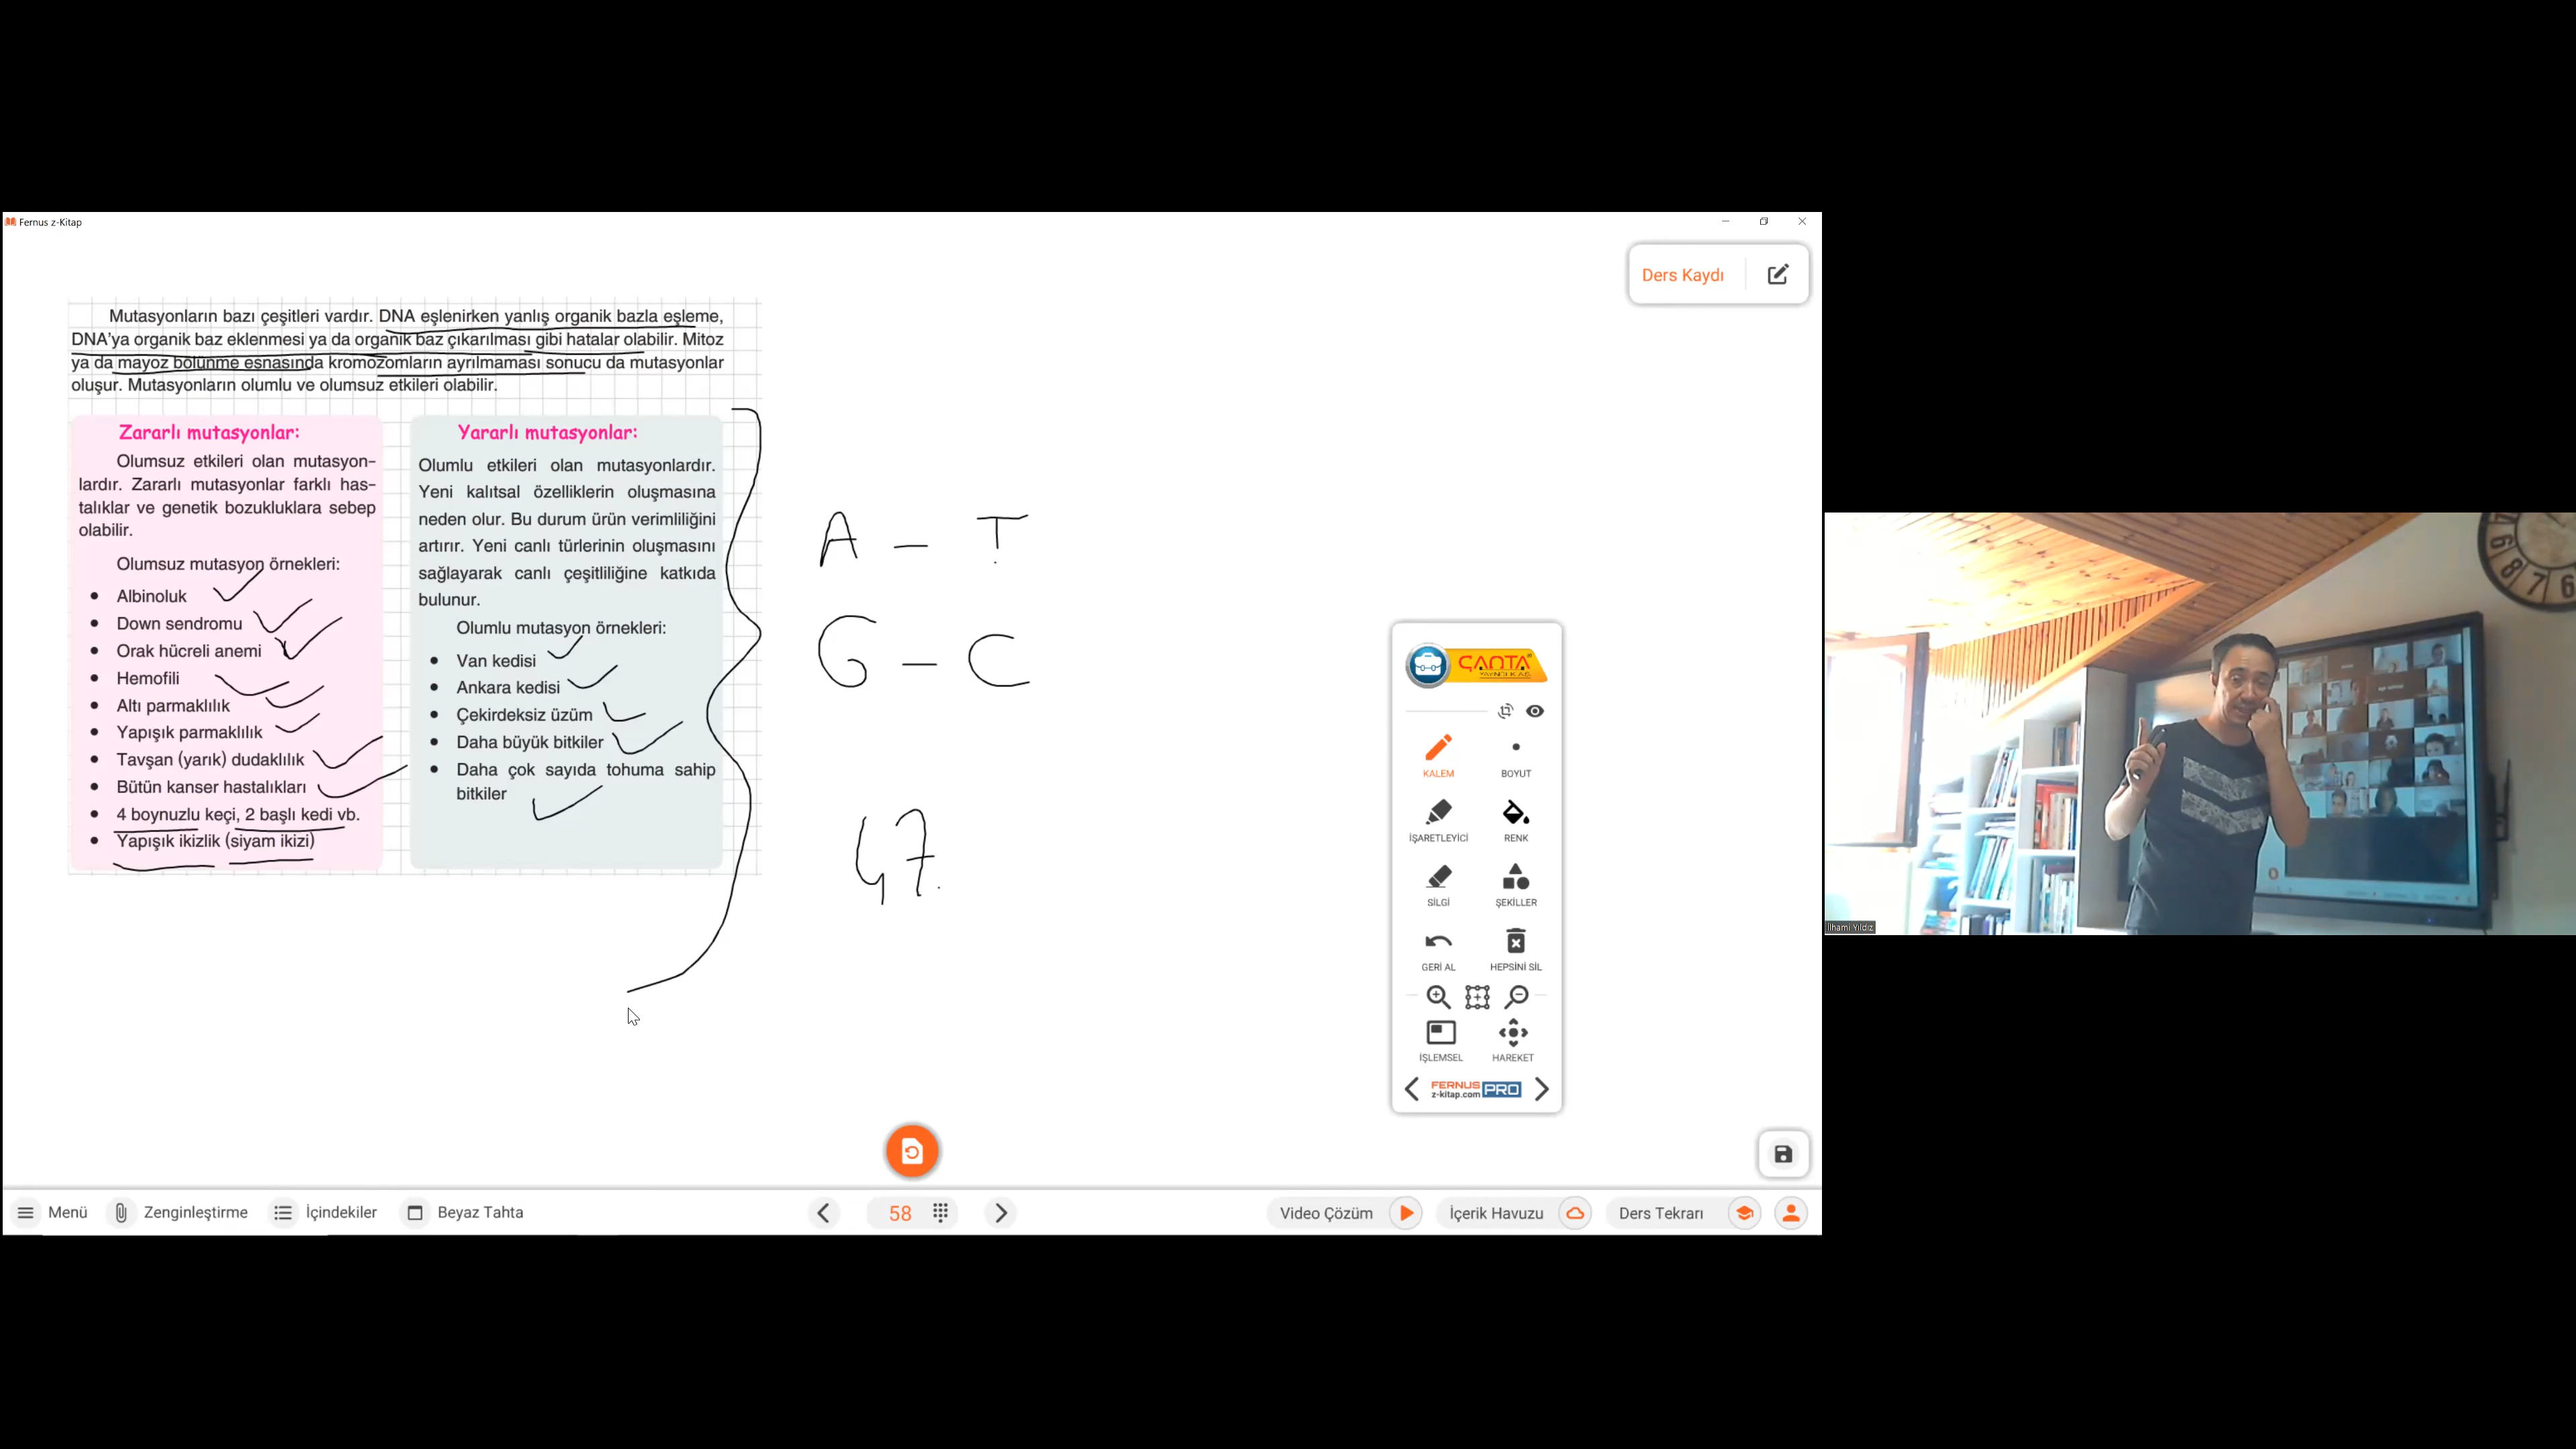 Fernus z-Kitap
Ders Kaydı
Mutasyonların bazı çeşitleri vardır. DNA eşlenirken yanlış organik bazla eşleme,
DNA'ya organik baz eklenmesi ya da organik baz çıkarılması gibi hatalar olabilir. Mitoz
ya da mayoz bölünme esnasında kromozomların ayrılmaması sonucu da mutasyonlar
oluşur. Mutasyonların olumlu ve olumsuz etkileri olabilir.
Zararlı mutasyonlar:
Olumsuz etkileri olan mutasyon-
lardır. Zararlı mutasyonlar farklı has-
talıklar ve genetik bozukluklara sebep
olabilir.
Olumsuz mutasyon örnekleri:
• Albinoluk
• Down sendromu
• Orak hücreli anemi
• Hemofili
• Altı parmaklılık
• Yapışık parmaklılık
• Tavşan (yarık) dudaklılık
• Bütün kanser hastalıkları
• 4 boynuzlu keçi, 2 başlı kedi vb.
• Yapışık ikizlik (siyam ikizi)
Yararlı mutasyonlar:
Olumlu etkileri olan mutasyonlardır.
Yeni kalıtsal özelliklerin oluşmasına
neden olur. Bu durum ürün verimliliğini
artırır. Yeni canlı türlerinin oluşmasını
sağlayarak canlı çeşitliliğine katkıda
bulunur.
Olumlu mutasyon örnekleri:
• Van kedisi
• Ankara kedisi
• Çekirdeksiz üzüm
• Daha büyük bitkiler
• Daha çok sayıda tohuma sahip
bitkiler
A – T
G – C
47
ÇANTA
YAYINCILIK AŞ.
KALEM BOYUT
İŞARETLEYİCİ RENK
SİLGİ ŞEKİLLER
GERİ AL HEPSİNİ SİL
İŞLEMSEL HAREKET
FERNUS PRO
z-kitap.com
İlhami Yıldız
6 7 8
Menü Zenginleştirme İçindekiler Beyaz Tahta 58 Video Çözüm İçerik Havuzu Ders Tekrarı